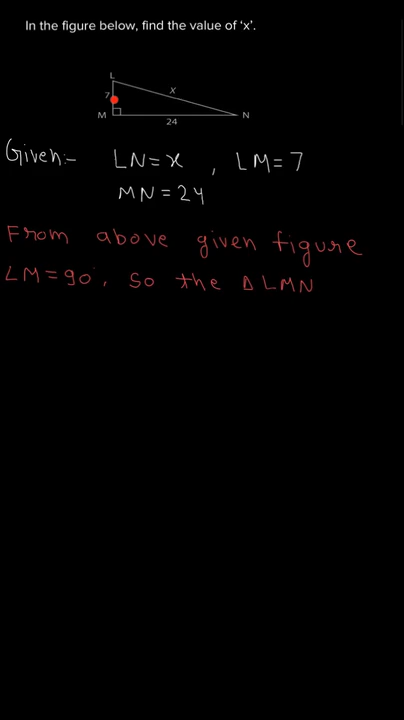 In the figure below, find the value of ‘x’.
L
7
x
M
N
24
Given:- LN = x , LM = 7
MN = 24
From above given figure
∠M = 90°, so the Δ LMN